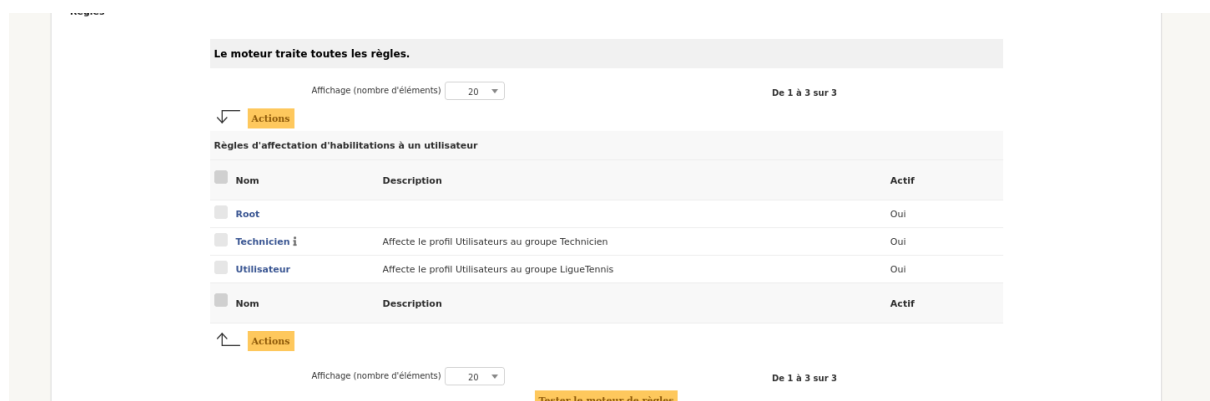 Règles
Le moteur traite toutes les règles.
Affichage (nombre d'éléments) 20 De 1 à 3 sur 3
Actions
Règles d'affectation d'habilitations à un utilisateur
Nom Description Actif
Root Oui
Technicien i Affecte le profil Utilisateurs au groupe Technicien Oui
Utilisateur Affecte le profil Utilisateurs au groupe LigueTennis Oui
Nom Description Actif
Actions
Affichage (nombre d'éléments) 20 De 1 à 3 sur 3
Tester le moteur de règles